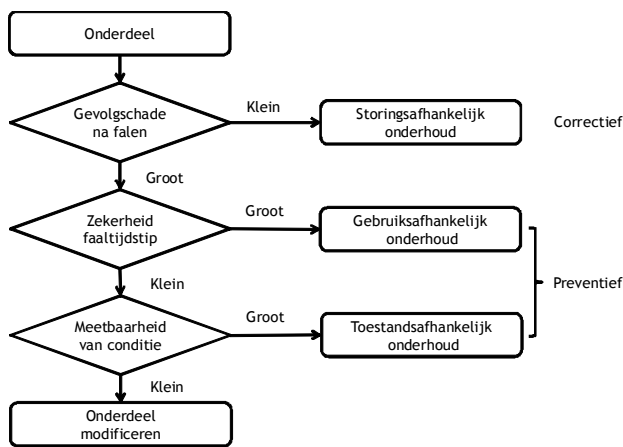 Onderdeel
Gevolgschade
na falen
Klein
Storingsafhankelijk
onderhoud
Correctief
Groot
Zekerheid
faaltijdstip
Groot
Gebruiksafhankelijk
onderhoud
Klein
Preventief
Meetbaarheid
van conditie
Groot
Toestandsafhankelijk
onderhoud
Klein
Onderdeel
modificeren